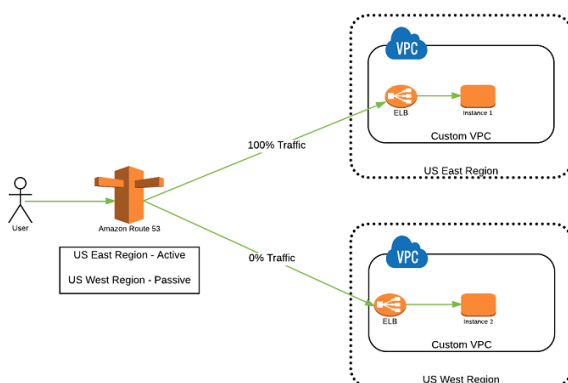 VPC
ELB
Instance 1
Custom VPC
US East Region
100% Traffic
User
Amazon Route 53
US East Region - Active
US West Region - Passive
0% Traffic
VPC
ELB
Instance 2
Custom VPC
US West Region